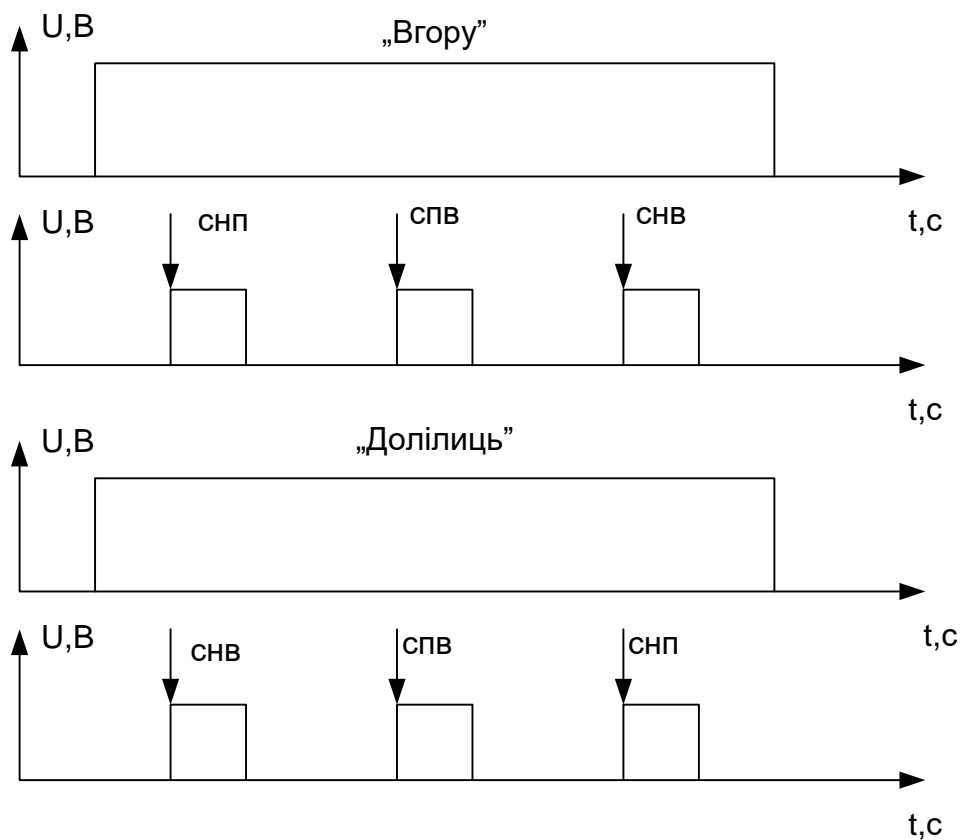 U,В
„Вгору”
t,с
U,В
СНП
СПВ
СНВ
t,с
U,В
„Долілиць”
t,с
U,В
СНВ
СПВ
СНП
t,с